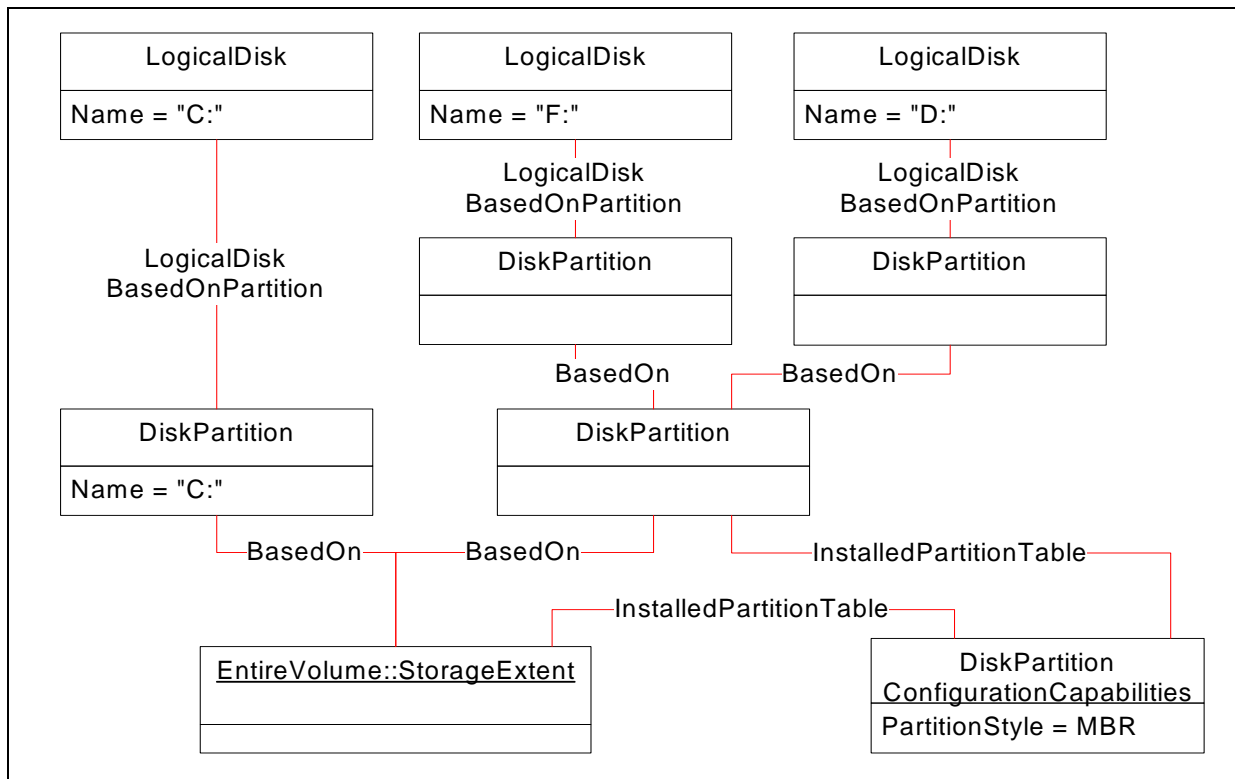 LogicalDisk
Name = "C:"
LogicalDisk
Name = "F:"
LogicalDisk
Name = "D:"
LogicalDisk
BasedOnPartition
LogicalDisk
BasedOnPartition
LogicalDisk
BasedOnPartition
DiskPartition
DiskPartition
BasedOn
BasedOn
DiskPartition
Name = "C:"
DiskPartition
BasedOn
BasedOn
InstalledPartitionTable
InstalledPartitionTable
EntireVolume::StorageExtent
DiskPartition
ConfigurationCapabilities
PartitionStyle = MBR